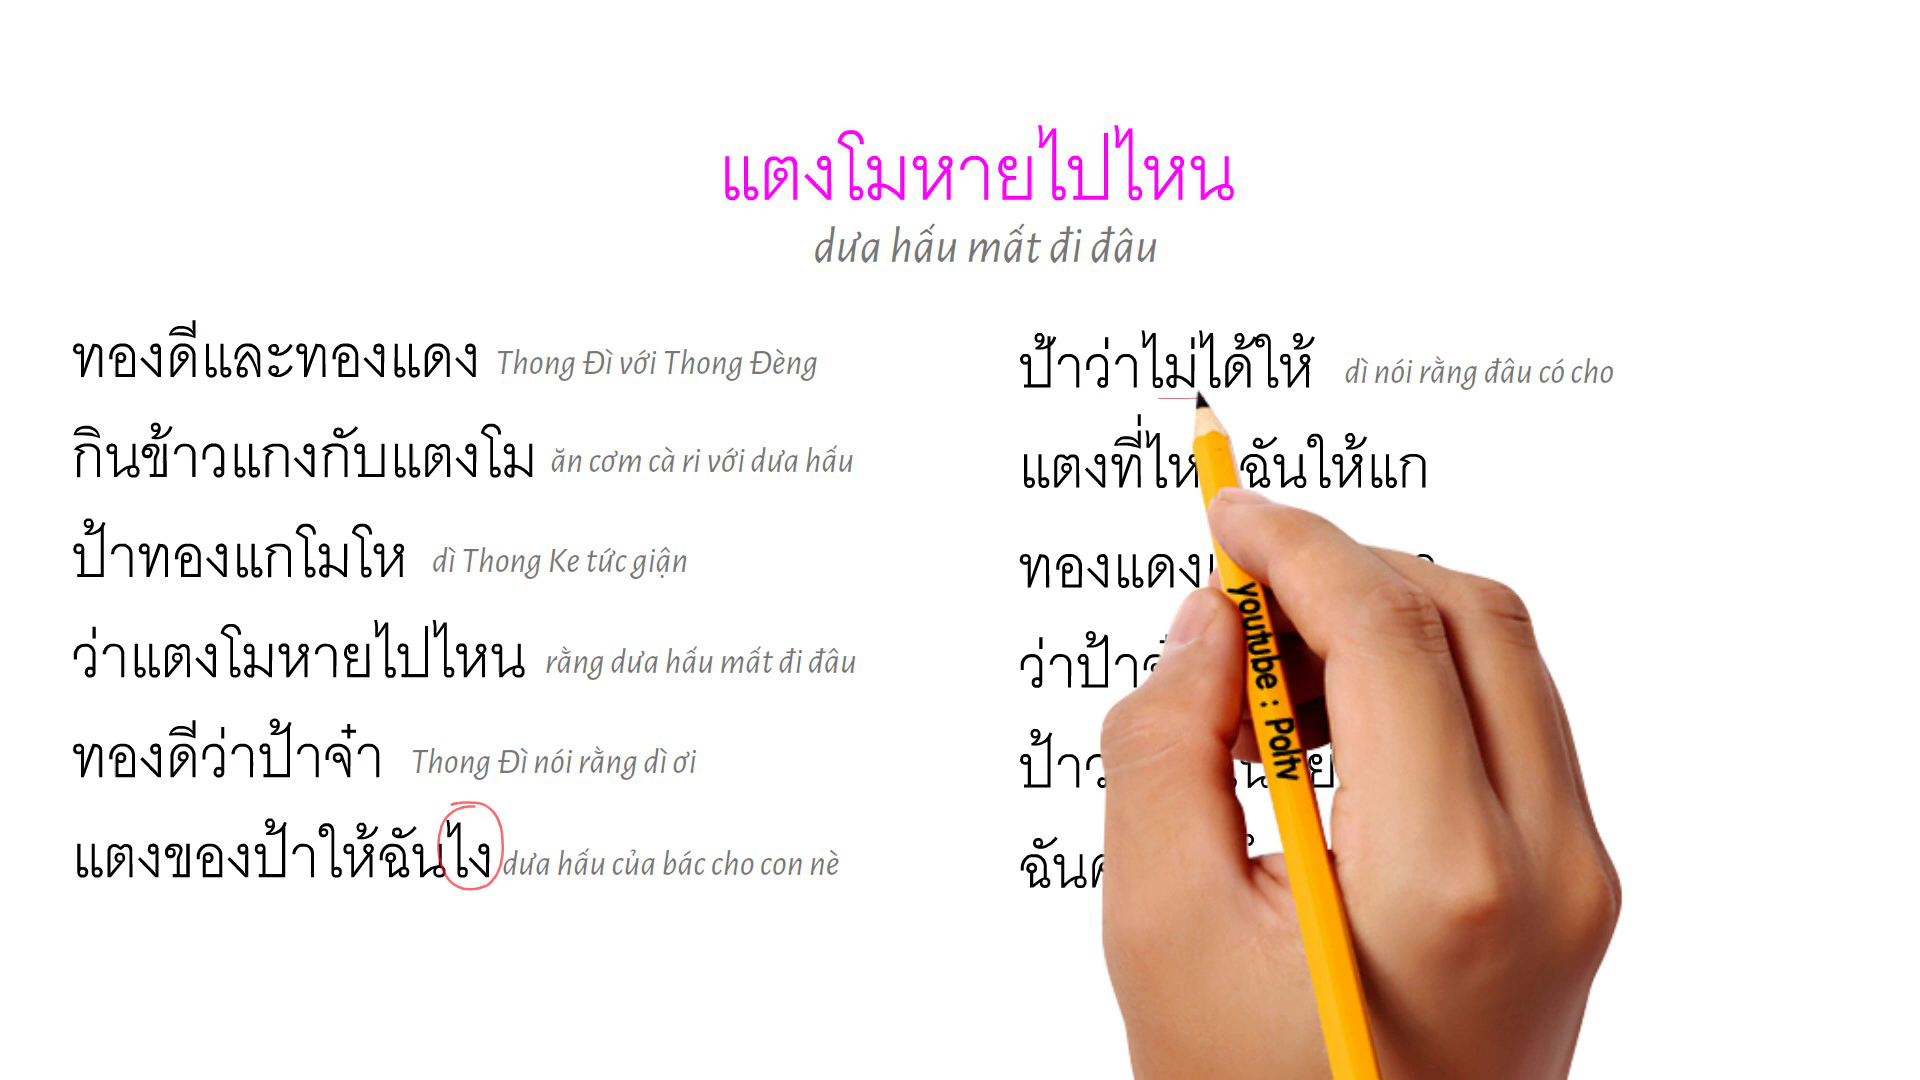 แตงโมหายไปไหน
dưa hấu mất đi đâu
ทองดีและทองแดง Thong Đì với Thong Đèng
กินข้าวแกงกับแตงโม ăn cơm cà ri với dưa hấu
ป้าทองแกโมโห dì Thong Ke tức giận
ว่าแตงโมหายไปไหน rằng dưa hấu mất đi đâu
ทองดีว่าป้าจ๋า Thong Đì nói rằng dì ơi
แตงของป้าให้ฉันไง dưa hấu của bác cho con nè
ป้าว่าไม่ได้ให้ dì nói rằng đâu có cho
แตงที่ไห ฉันให้แก
ทองแดง
ว่าป้า
ป้า
ฉัน
youtube : Poltv